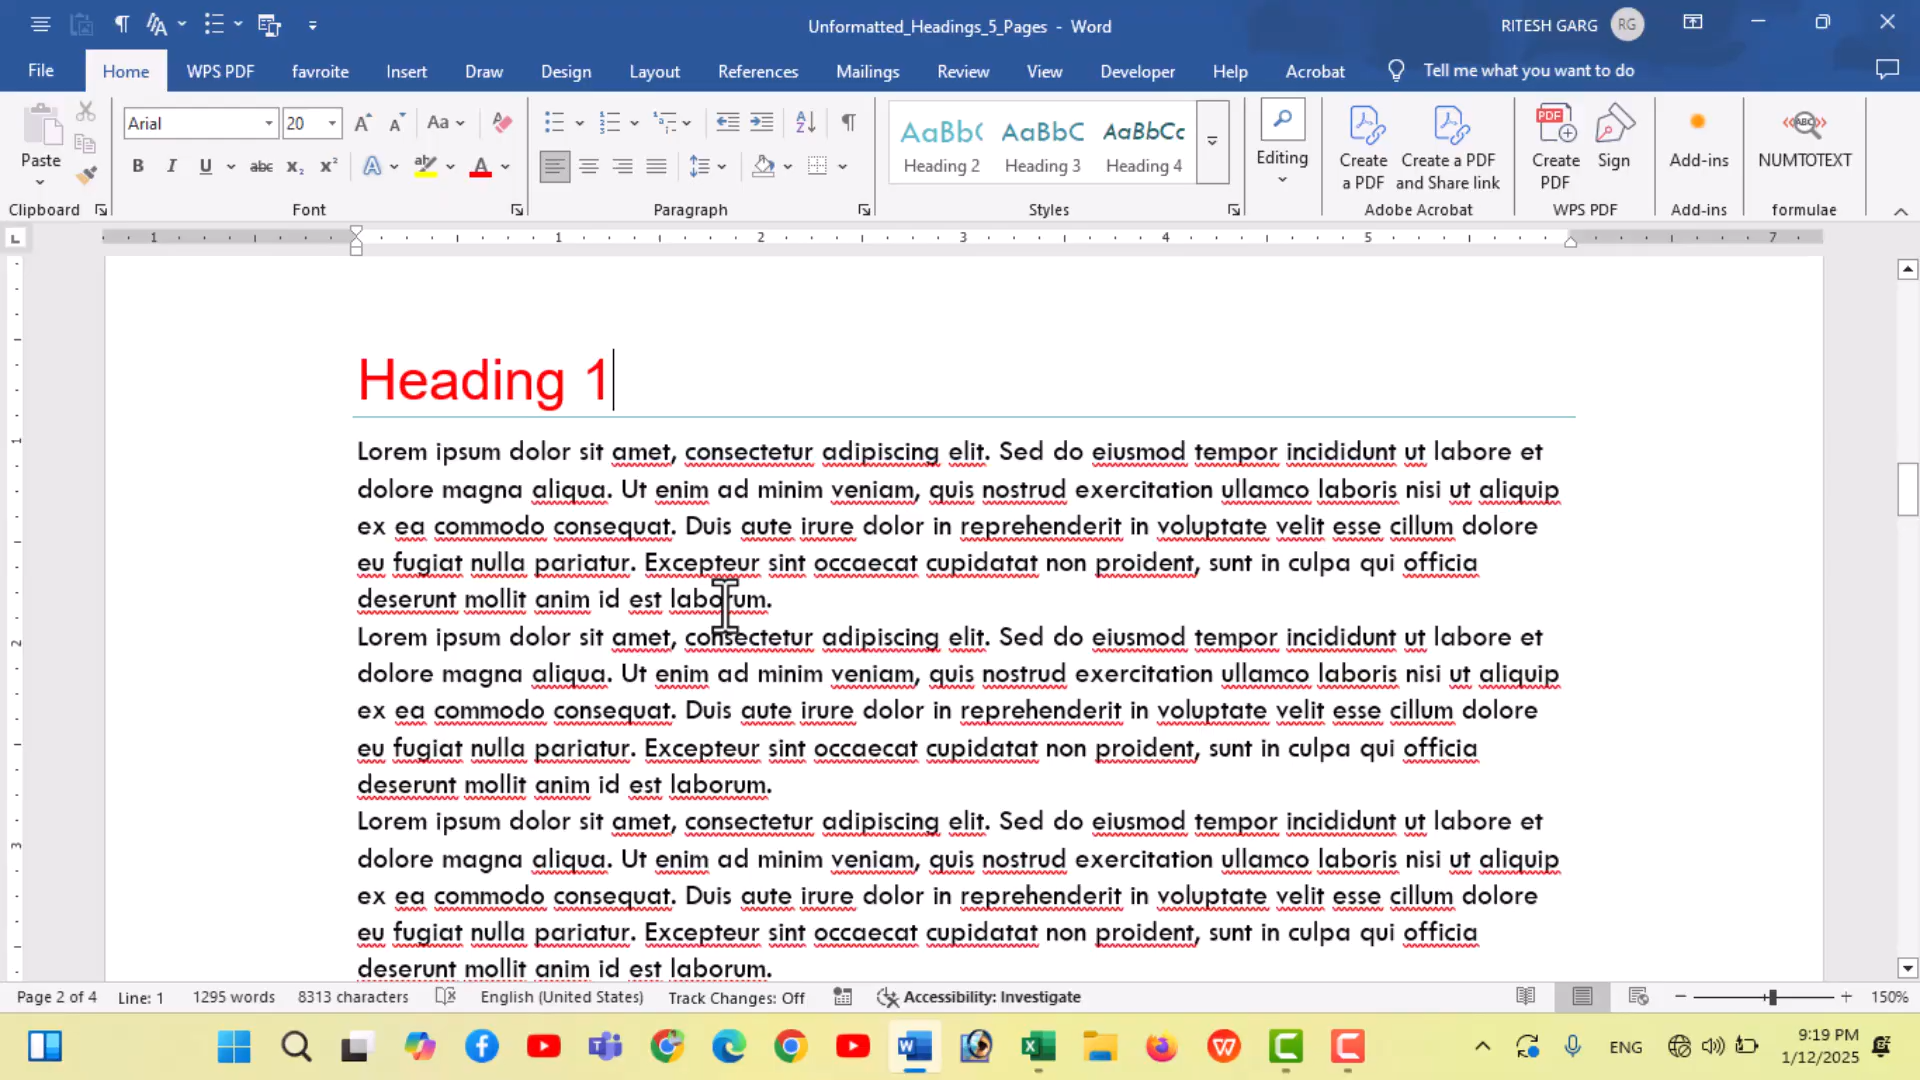 Unformatted_Headings_5_Pages - Word
RITESH GARG RG
File Home WPS PDF favroite Insert Draw Design Layout References Mailings Review View Developer Help Acrobat Tell me what you want to do
Paste
Arial 20 Aa
B I U abc x₂ x² A A
AaBbC AaBbC AaBbCc
Heading 2 Heading 3 Heading 4
Editing
Create a PDF
Create a PDF and Share link
Create PDF
Sign
Add-ins
NUMTOTEXT
Clipboard Font Paragraph Styles Adobe Acrobat WPS PDF Add-ins formulae
1 1 2 3 4 5 7
Heading 1
Lorem ipsum dolor sit amet, consectetur adipiscing elit. Sed do eiusmod tempor incididunt ut labore et
dolore magna aliqua. Ut enim ad minim veniam, quis nostrud exercitation ullamco laboris nisi ut aliquip
ex ea commodo consequat. Duis aute irure dolor in reprehenderit in voluptate velit esse cillum dolore
eu fugiat nulla pariatur. Excepteur sint occaecat cupidatat non proident, sunt in culpa qui officia
deserunt mollit anim id est laborum.
Lorem ipsum dolor sit amet, consectetur adipiscing elit. Sed do eiusmod tempor incididunt ut labore et
dolore magna aliqua. Ut enim ad minim veniam, quis nostrud exercitation ullamco laboris nisi ut aliquip
ex ea commodo consequat. Duis aute irure dolor in reprehenderit in voluptate velit esse cillum dolore
eu fugiat nulla pariatur. Excepteur sint occaecat cupidatat non proident, sunt in culpa qui officia
deserunt mollit anim id est laborum.
Lorem ipsum dolor sit amet, consectetur adipiscing elit. Sed do eiusmod tempor incididunt ut labore et
dolore magna aliqua. Ut enim ad minim veniam, quis nostrud exercitation ullamco laboris nisi ut aliquip
ex ea commodo consequat. Duis aute irure dolor in reprehenderit in voluptate velit esse cillum dolore
eu fugiat nulla pariatur. Excepteur sint occaecat cupidatat non proident, sunt in culpa qui officia
deserunt mollit anim id est laborum.
Page 2 of 4 Line: 1 1295 words 8313 characters English (United States) Track Changes: Off Accessibility: Investigate 150%
ENG 9:19 PM
1/12/2025